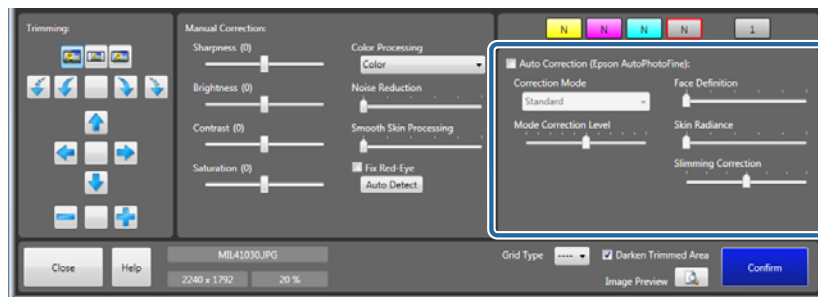 Trimming:
Manual Correction:
Sharpness (0)
Brightness (0)
Contrast (0)
Saturation (0)
Color Processing
Color
Noise Reduction
Smooth Skin Processing
Fix Red-Eye
Auto Detect
N N N N 1
Auto Correction (Epson AutoPhotoFine):
Correction Mode
Standard
Mode Correction Level
Face Definition
Skin Radiance
Slimming Correction
Close
Help
MIL41030.JPG
2240 x 1792 20 %
Grid Type ---- Darken Trimmed Area
Image Preview
Confirm